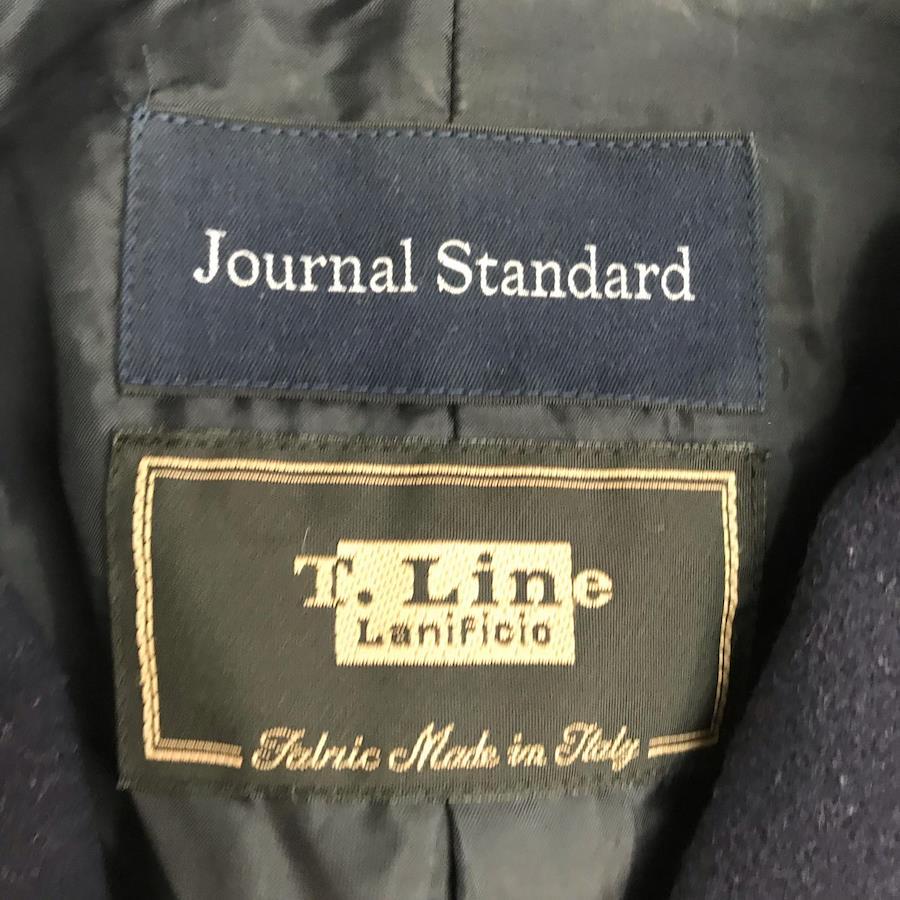 Journal Standard
T. Line
Lanificio
Fabric Made in Italy